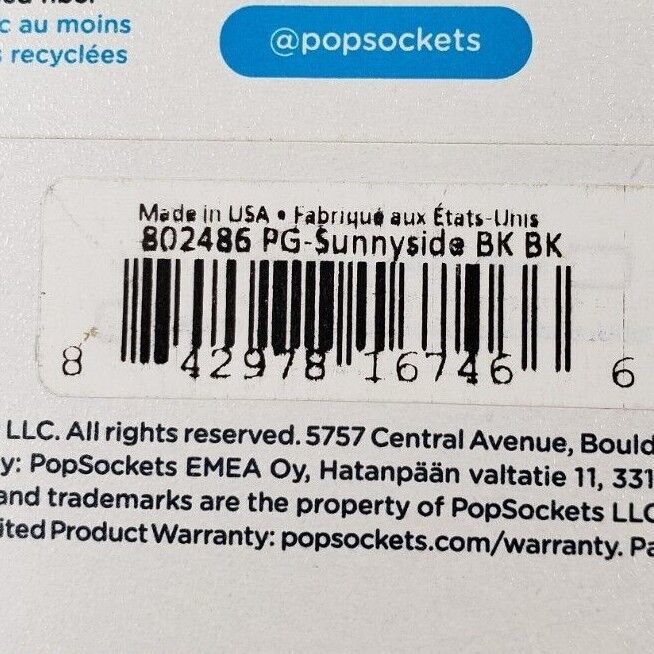 c au moins
recyclées
@popsockets
Made in USA • Fabriqué aux États-Unis
802486 PG-Sunnyside BK BK
8 42978 16746 6
LLC. All rights reserved. 5757 Central Avenue,
y: PopSockets EMEA Oy, Hatanpään valtatie 11, 331
and trademarks are the property of PopSockets LLC
ited Product Warranty: popsockets.com/warranty. Pa